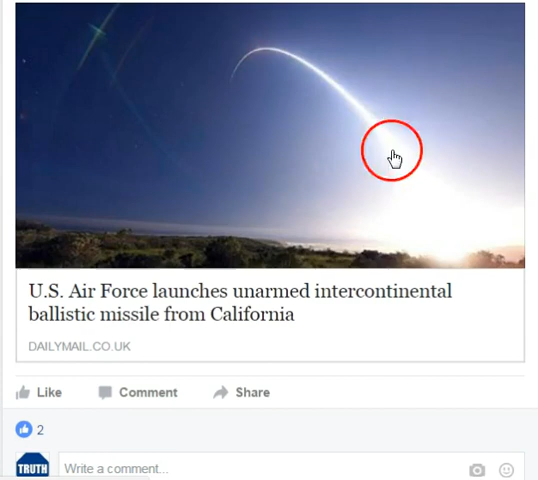 U.S. Air Force launches unarmed intercontinental
ballistic missile from California
DAILYMAIL.CO.UK
Like Comment Share
2
TRUTH Write a comment...